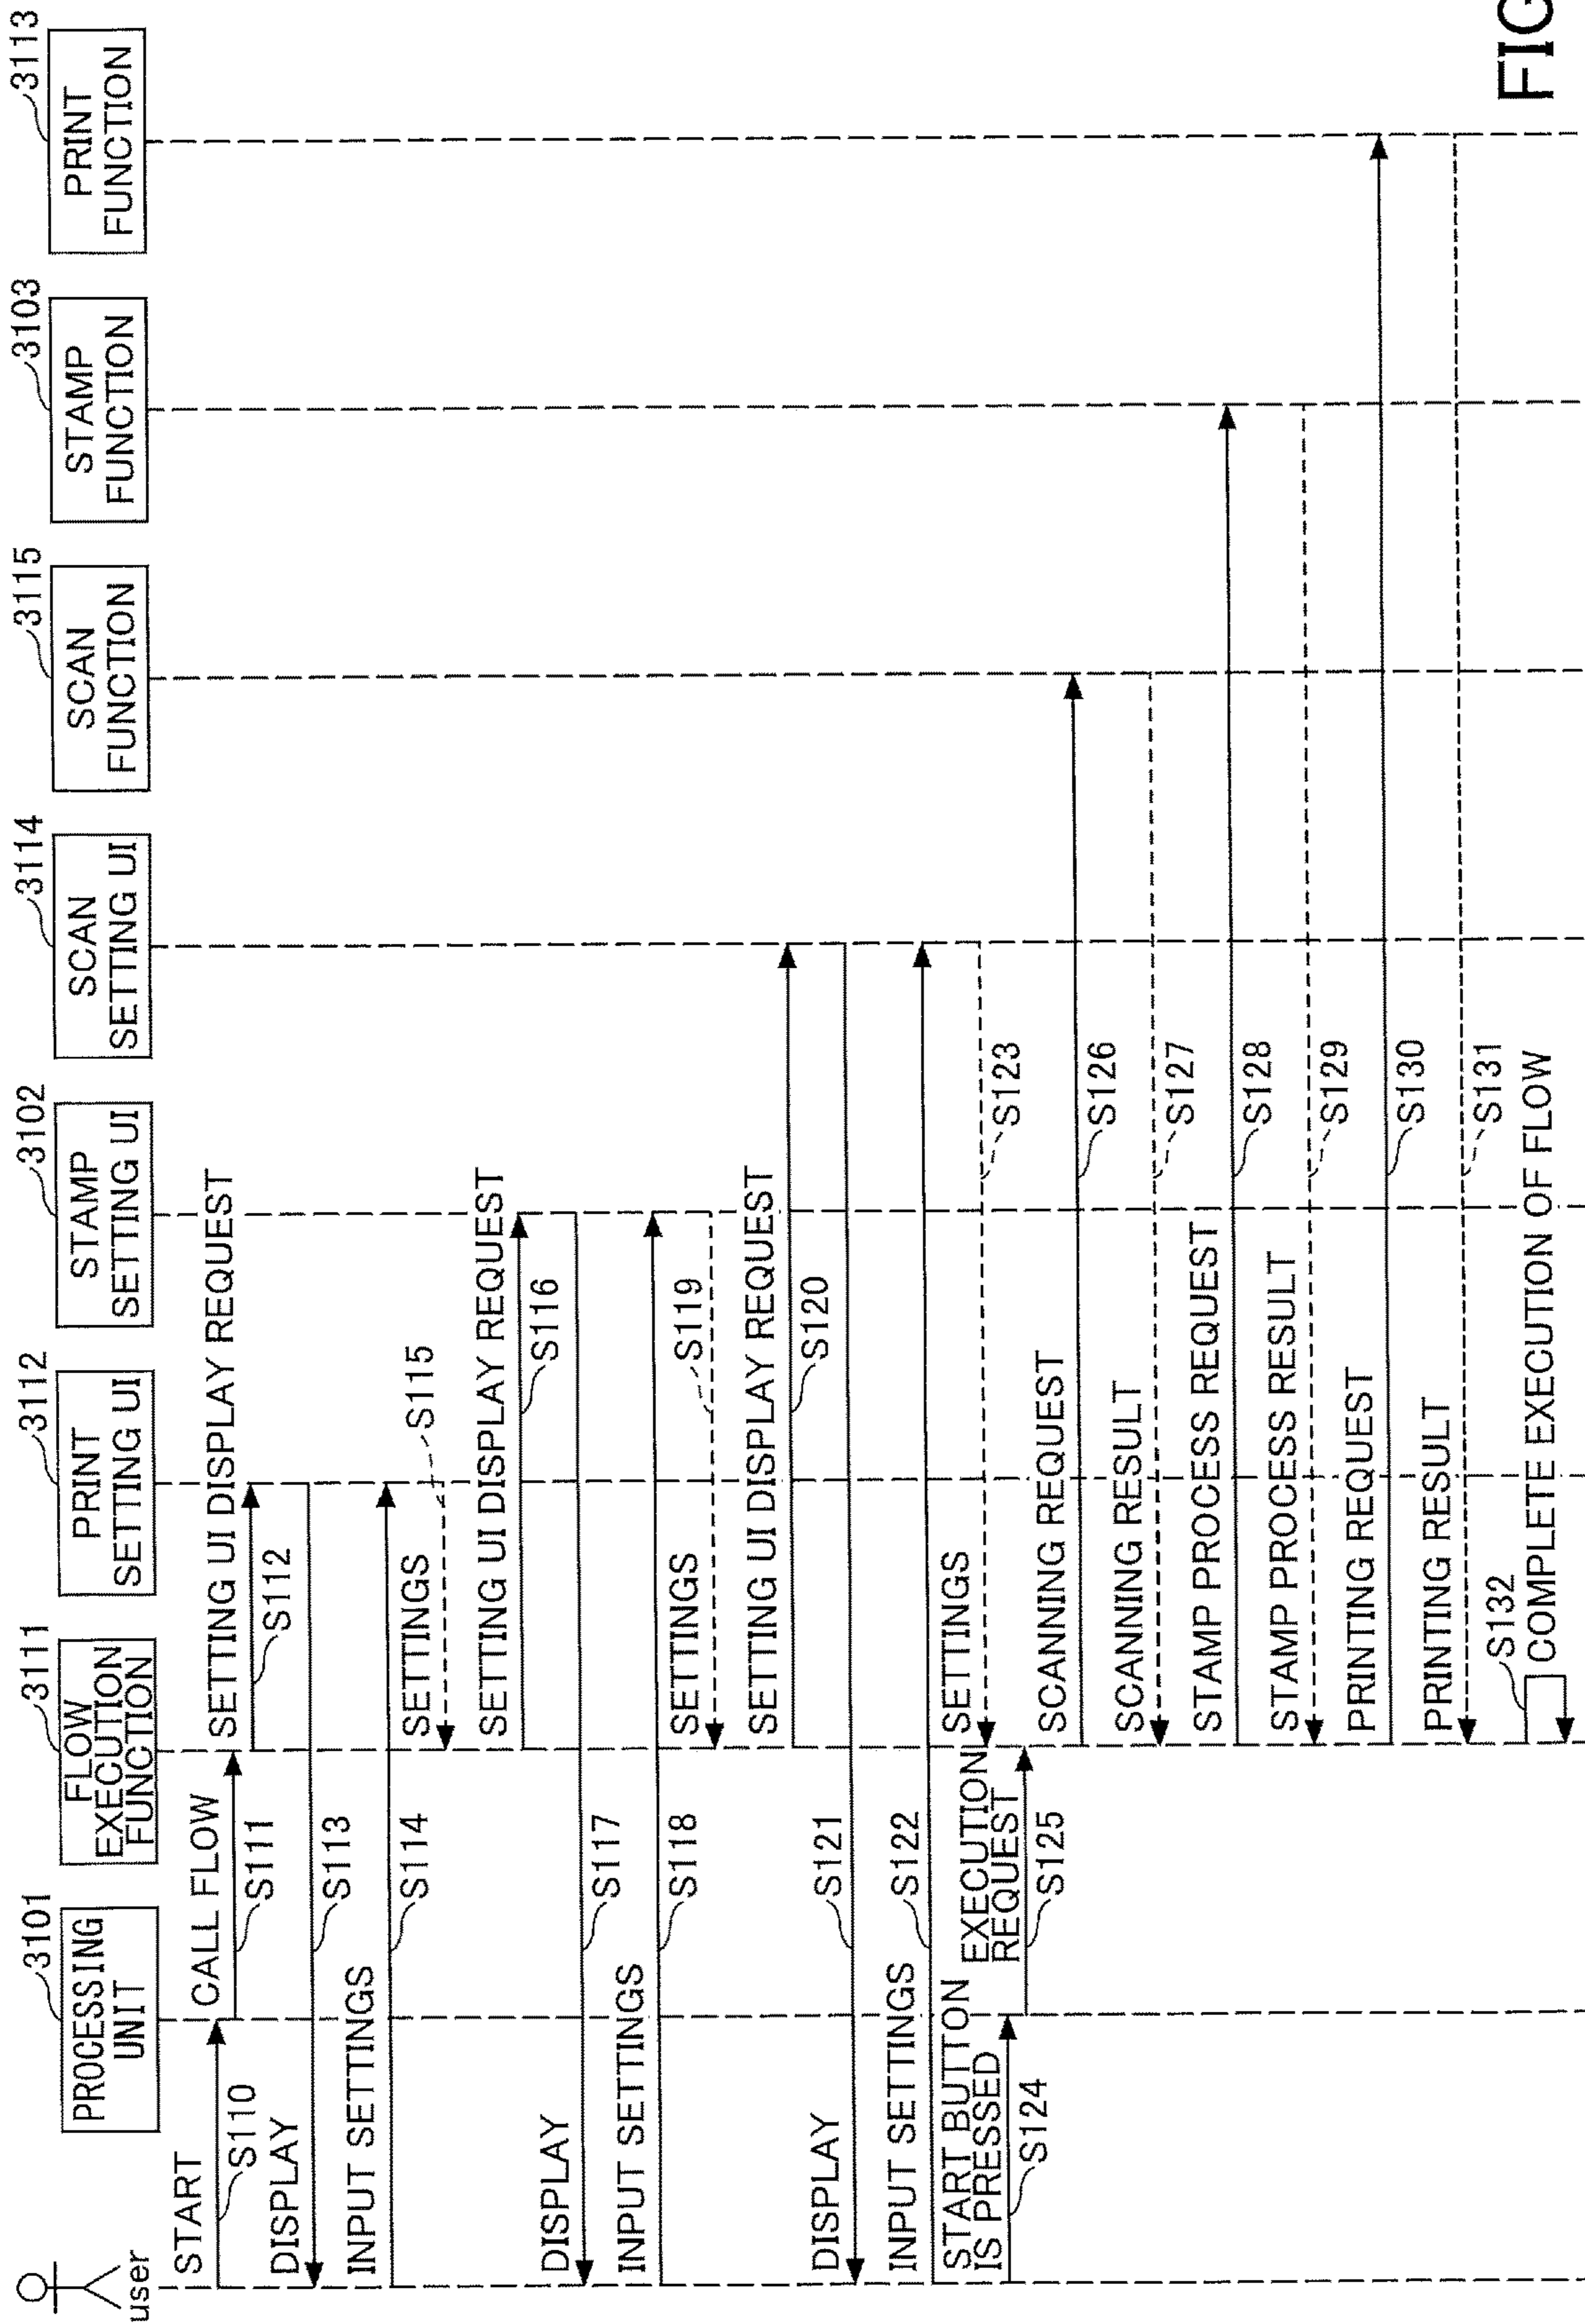 user
3101
PROCESSING
UNIT
3111
FLOW
EXECUTION
FUNCTION
3112
PRINT
SETTING UI
3102
STAMP
SETTING UI
3114
SCAN
SETTING UI
3115
SCAN
FUNCTION
3103
STAMP
FUNCTION
3113
PRINT
FUNCTION
START
S110
CALL FLOW
S111
SETTING UI DISPLAY REQUEST
S112
DISPLAY
S113
INPUT SETTINGS
S114
SETTINGS
S115
SETTING UI DISPLAY REQUEST
S116
DISPLAY
S117
INPUT SETTINGS
S118
SETTINGS
S119
SETTING UI DISPLAY REQUEST
S120
DISPLAY
S121
INPUT SETTINGS
S122
SETTINGS
S123
START BUTTON
IS PRESSED
S124
EXECUTION
REQUEST
S125
SCANNING REQUEST
S126
SCANNING RESULT
S127
STAMP PROCESS REQUEST
S128
STAMP PROCESS RESULT
S129
PRINTING REQUEST
S130
PRINTING RESULT
S131
S132
COMPLETE EXECUTION OF FLOW
FIG